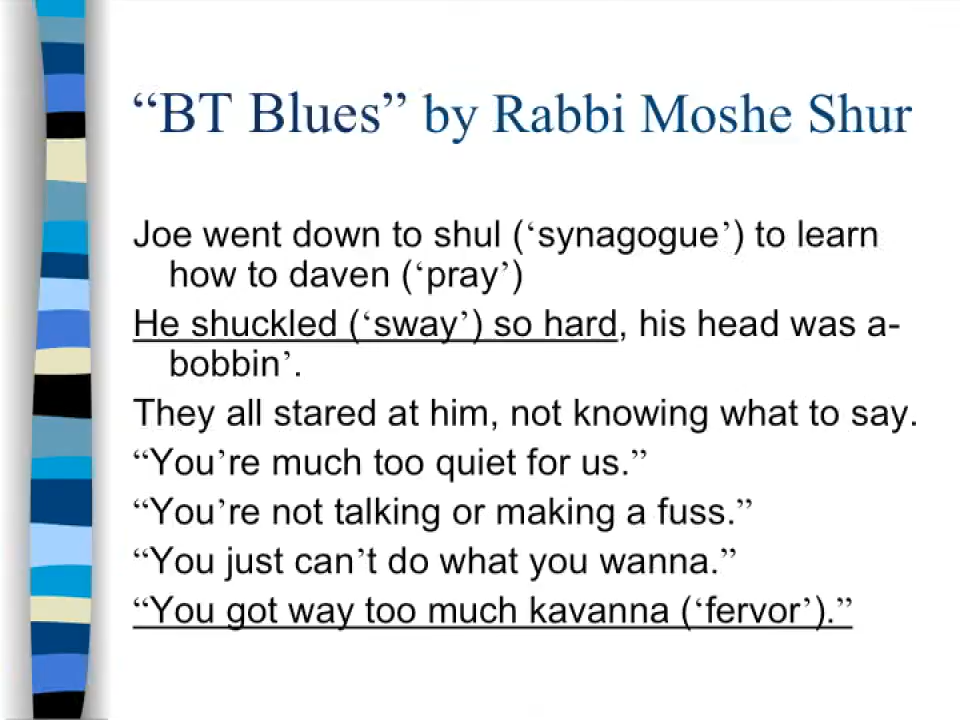 “BT Blues” by Rabbi Moshe Shur
Joe went down to shul (‘synagogue’) to learn
how to daven (‘pray’)
He shuckled (‘sway’) so hard, his head was a-
bobbin’.
They all stared at him, not knowing what to say.
“You’re much too quiet for us.”
“You’re not talking or making a fuss.”
“You just can’t do what you wanna.”
“You got way too much kavanna (‘fervor’).”